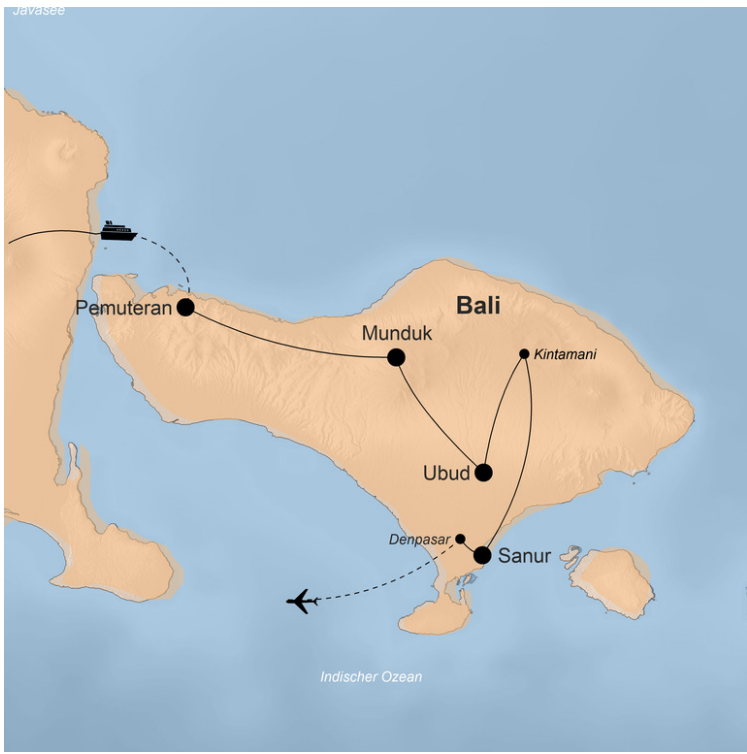 Javasee
Bali
Pemuteran
Munduk
Kintamani
Ubud
Denpasar
Sanur
Indischer Ozean